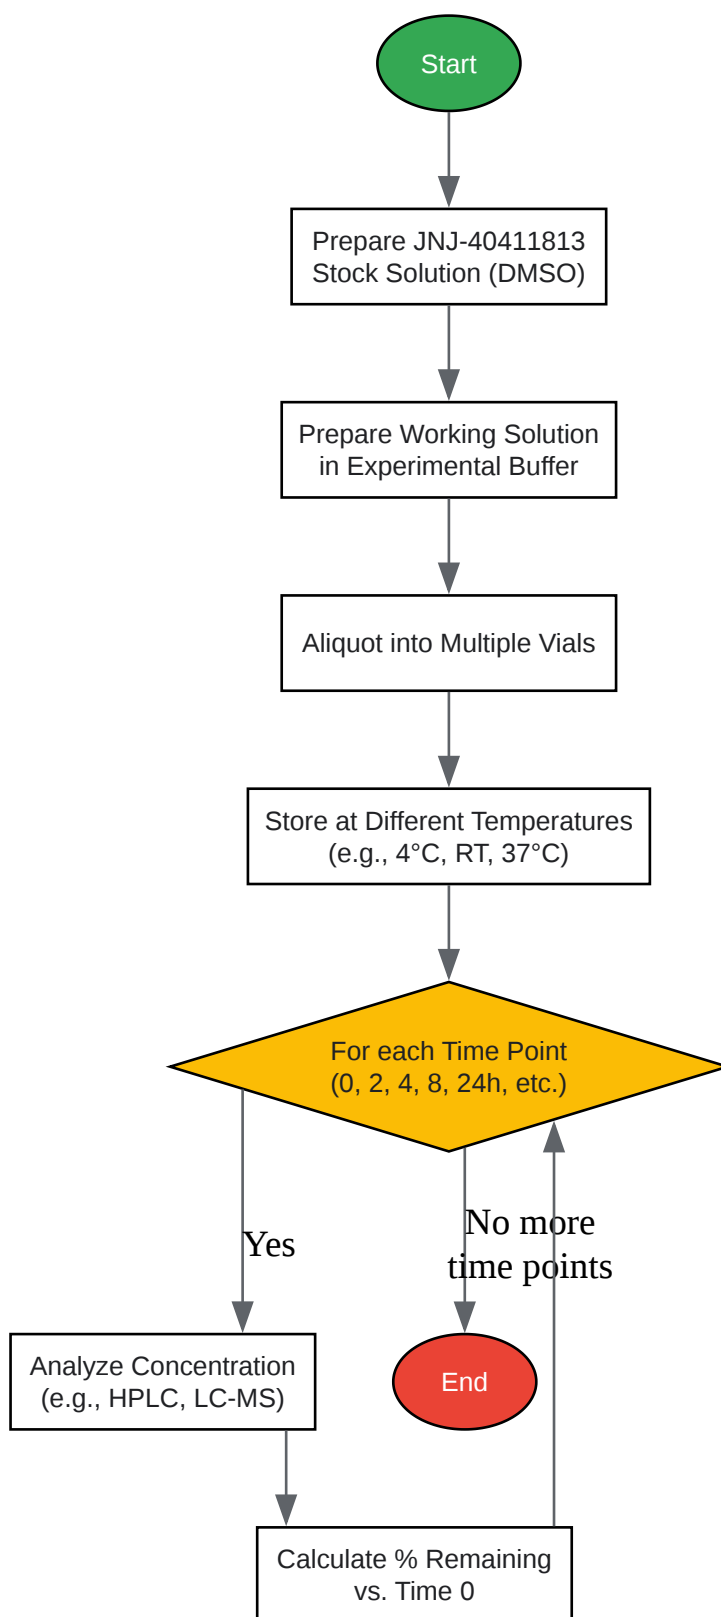 Start
Prepare JNJ-40411813
Stock Solution (DMSO)
Prepare Working Solution
in Experimental Buffer
Aliquot into Multiple Vials
Store at Different Temperatures
(e.g., 4°C, RT, 37°C)
For each Time Point
(0, 2, 4, 8, 24h, etc.)
Yes
No more
time points
Analyze Concentration
(e.g., HPLC, LC-MS)
End
Calculate % Remaining
vs. Time 0